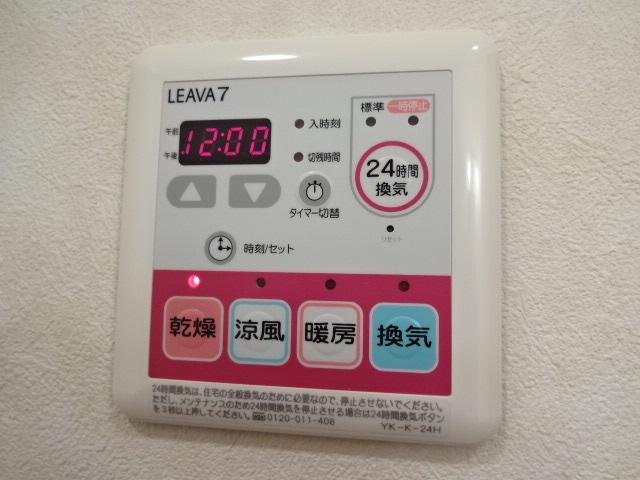 LEAVA7
標準 一時停止
午前
午後
12:00
入時刻
切残時間
24時間
換気
タイマー切替
リセット
時刻/セット
乾燥 涼風 暖房 換気
24時間換気は、住宅の全般換気のために必要なので、停止させないでください。
ただし、メンテナンスのため24時間換気を停止させる場合は24時間換気ボタン
を3秒以上押してください。 0120-011-408
YK-K-24H